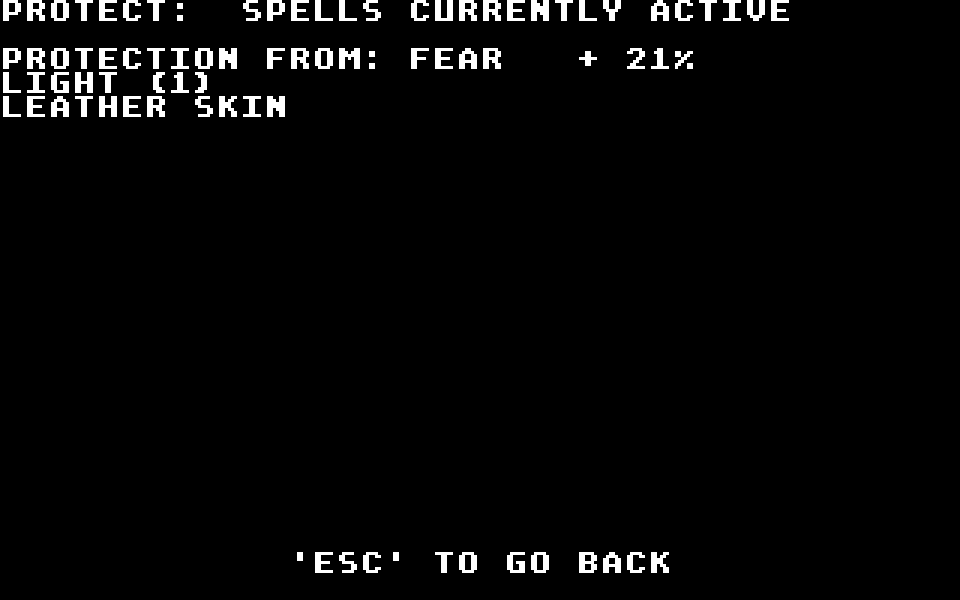 PROTECT:  SPELLS CURRENTLY ACTIVE
PROTECTION FROM: FEAR   + 21%
LIGHT (1)
LEATHER SKIN
'ESC' TO GO BACK